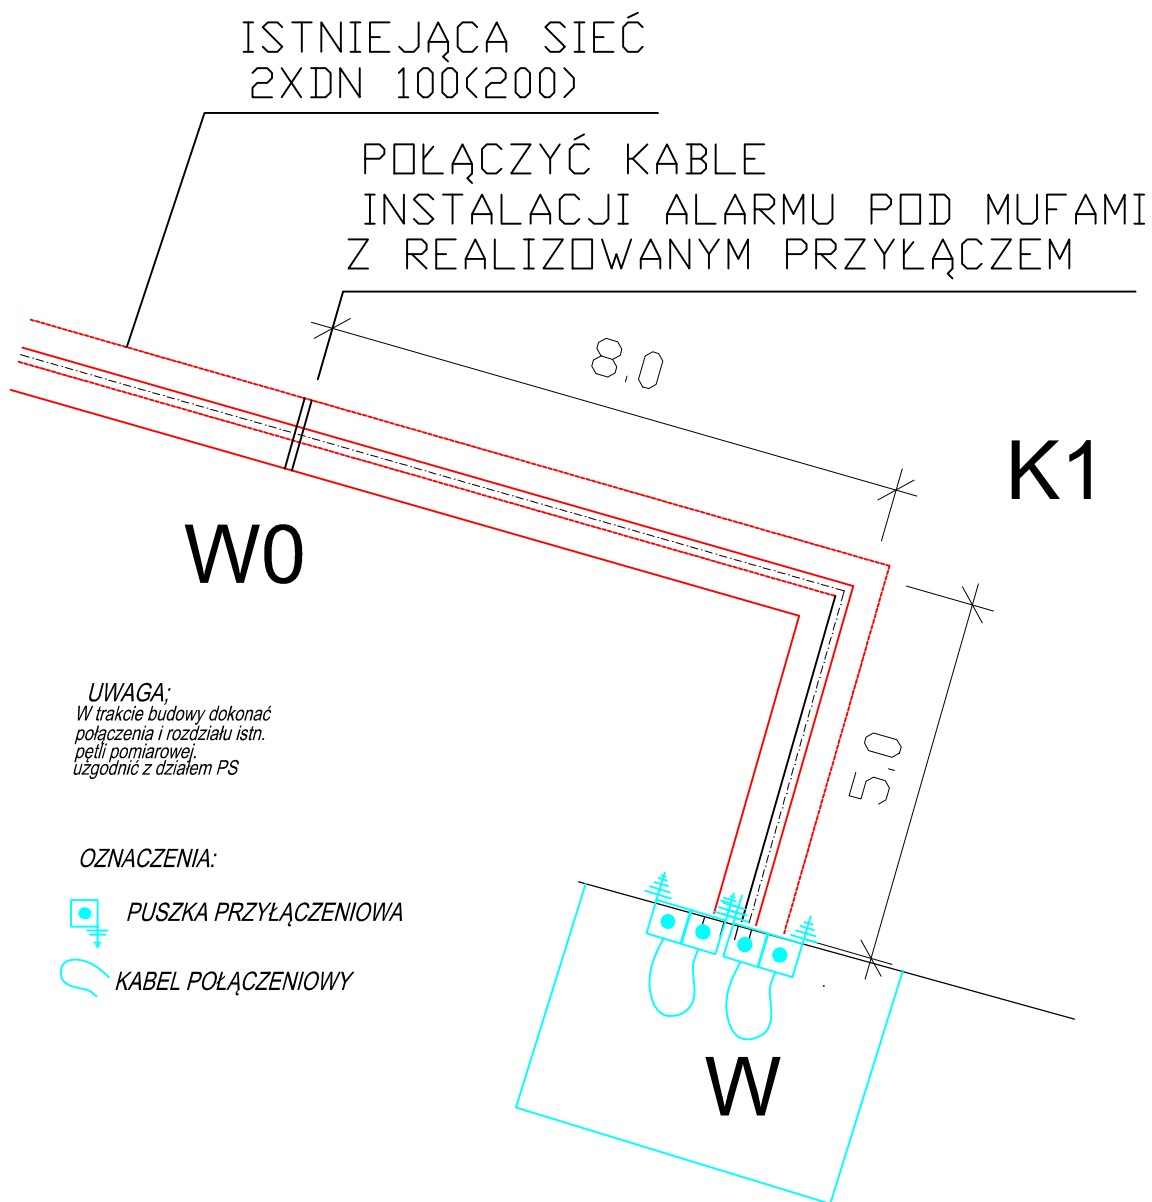 ISTNIEJĄCA SIEĆ
2XDN 100(200)
POŁĄCZYĆ KABLE
INSTALACJI ALARMU POD MUFAMI
Z REALIZOWANYM PRZYŁĄCZEM
8.0
K1
W0
UWAGA;
W trakcie budowy dokonać
połączenia i rozdziału istn.
pętli pomiarowej.
uzgodnić z działem PS
5.0
OZNACZENIA:
PUSZKA PRZYŁĄCZENIOWA
KABEL POŁĄCZENIOWY
W